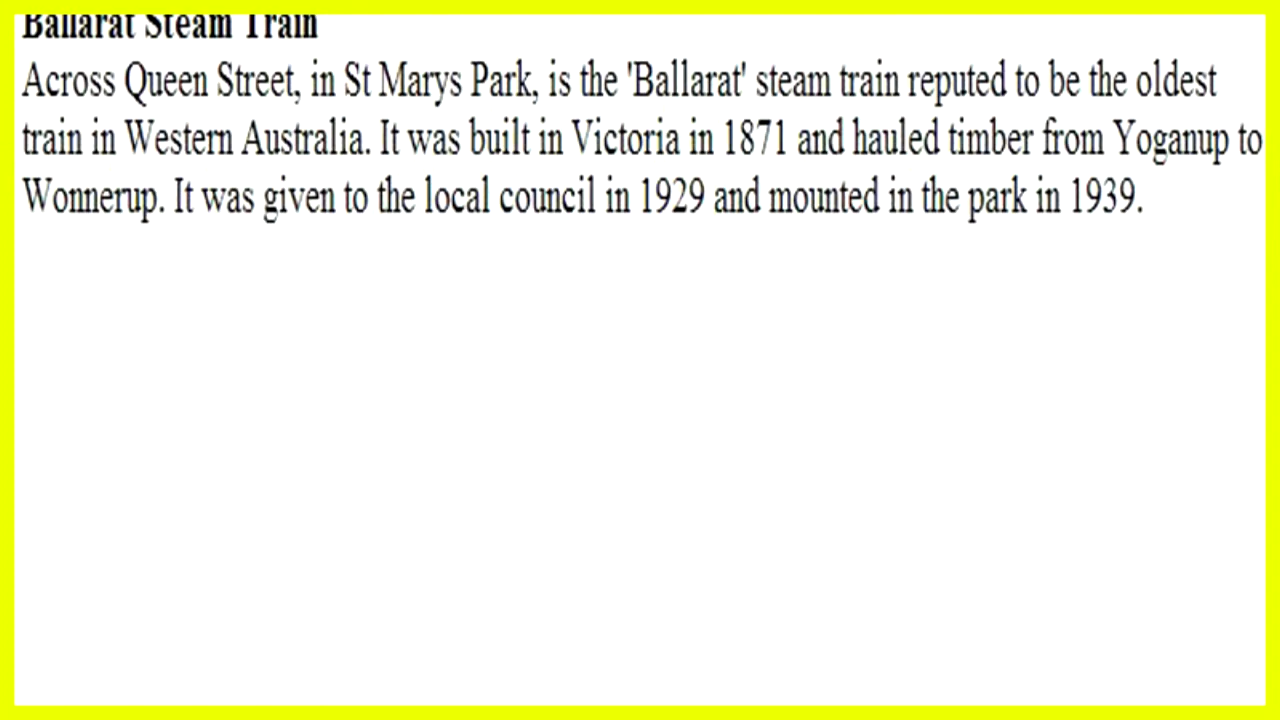 Ballarat Steam Train
Across Queen Street, in St Marys Park, is the 'Ballarat' steam train reputed to be the oldest
train in Western Australia. It was built in Victoria in 1871 and hauled timber from Yoganup to
Wonnerup. It was given to the local council in 1929 and mounted in the park in 1939.